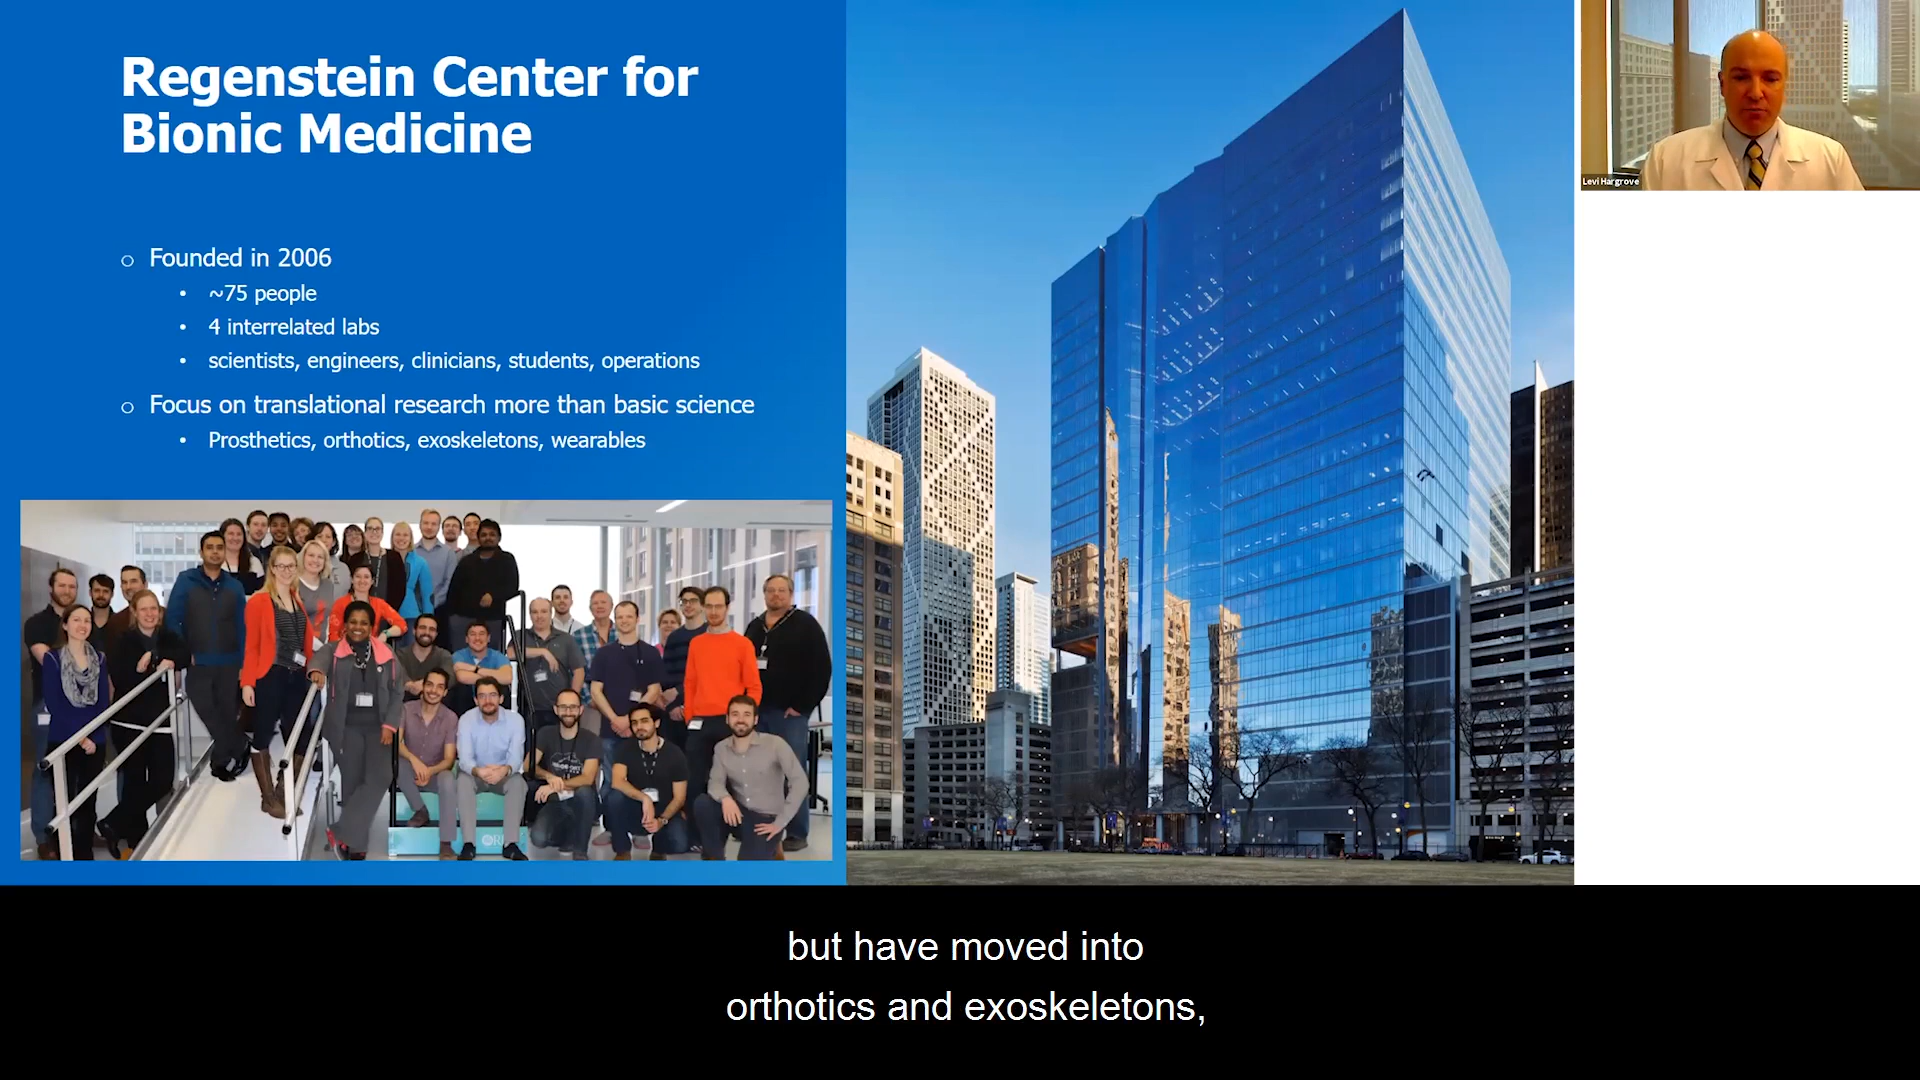 Regenstein Center for
Bionic Medicine
Founded in 2006
~75 people
4 interrelated labs
scientists, engineers, clinicians, students, operations
Focus on translational research more than basic science
Prosthetics, orthotics, exoskeletons, wearables
Levi Hargrove
but have moved into
orthotics and exoskeletons,